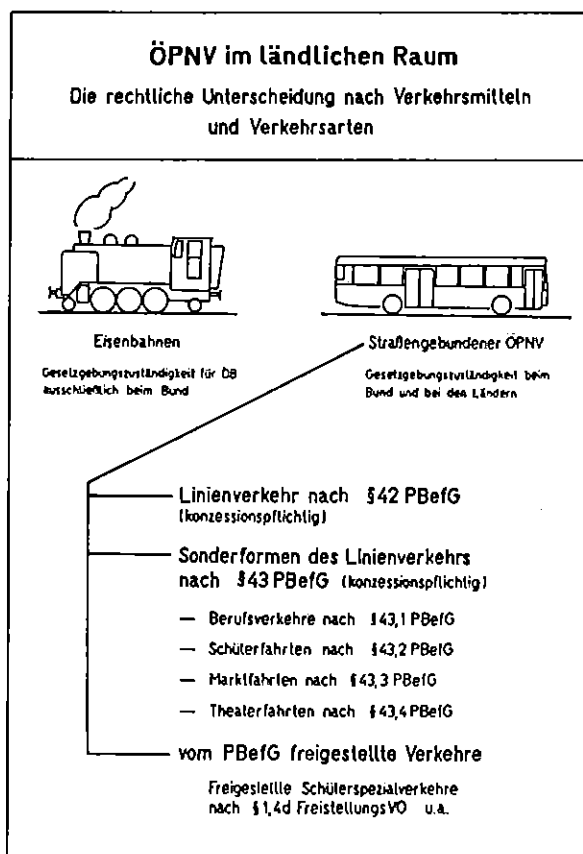 ÖPNV im ländlichen Raum
Die rechtliche Unterscheidung nach Verkehrsmitteln
und Verkehrsarten
Eisenbahnen
Gesetzgebungszuständigkeit für DB
ausschließlich beim Bund
Straßengebundener ÖPNV
Gesetzgebungszuständigkeit beim
Bund und bei den Ländern
Linienverkehr nach §42 PBefG
(konzessionspflichtig)
Sonderformen des Linienverkehrs
nach §43 PBefG (konzessionspflichtig)
— Berufsverkehre nach §43,1 PBefG
— Schülerfahrten nach §43,2 PBefG
— Marktfahrten nach §43,3 PBefG
— Theaterfahrten nach §43,4 PBefG
vom PBefG freigestellte Verkehre
Freigestellte Schülerspezialverkehre
nach §1,4d FreistellungsVO u.a.